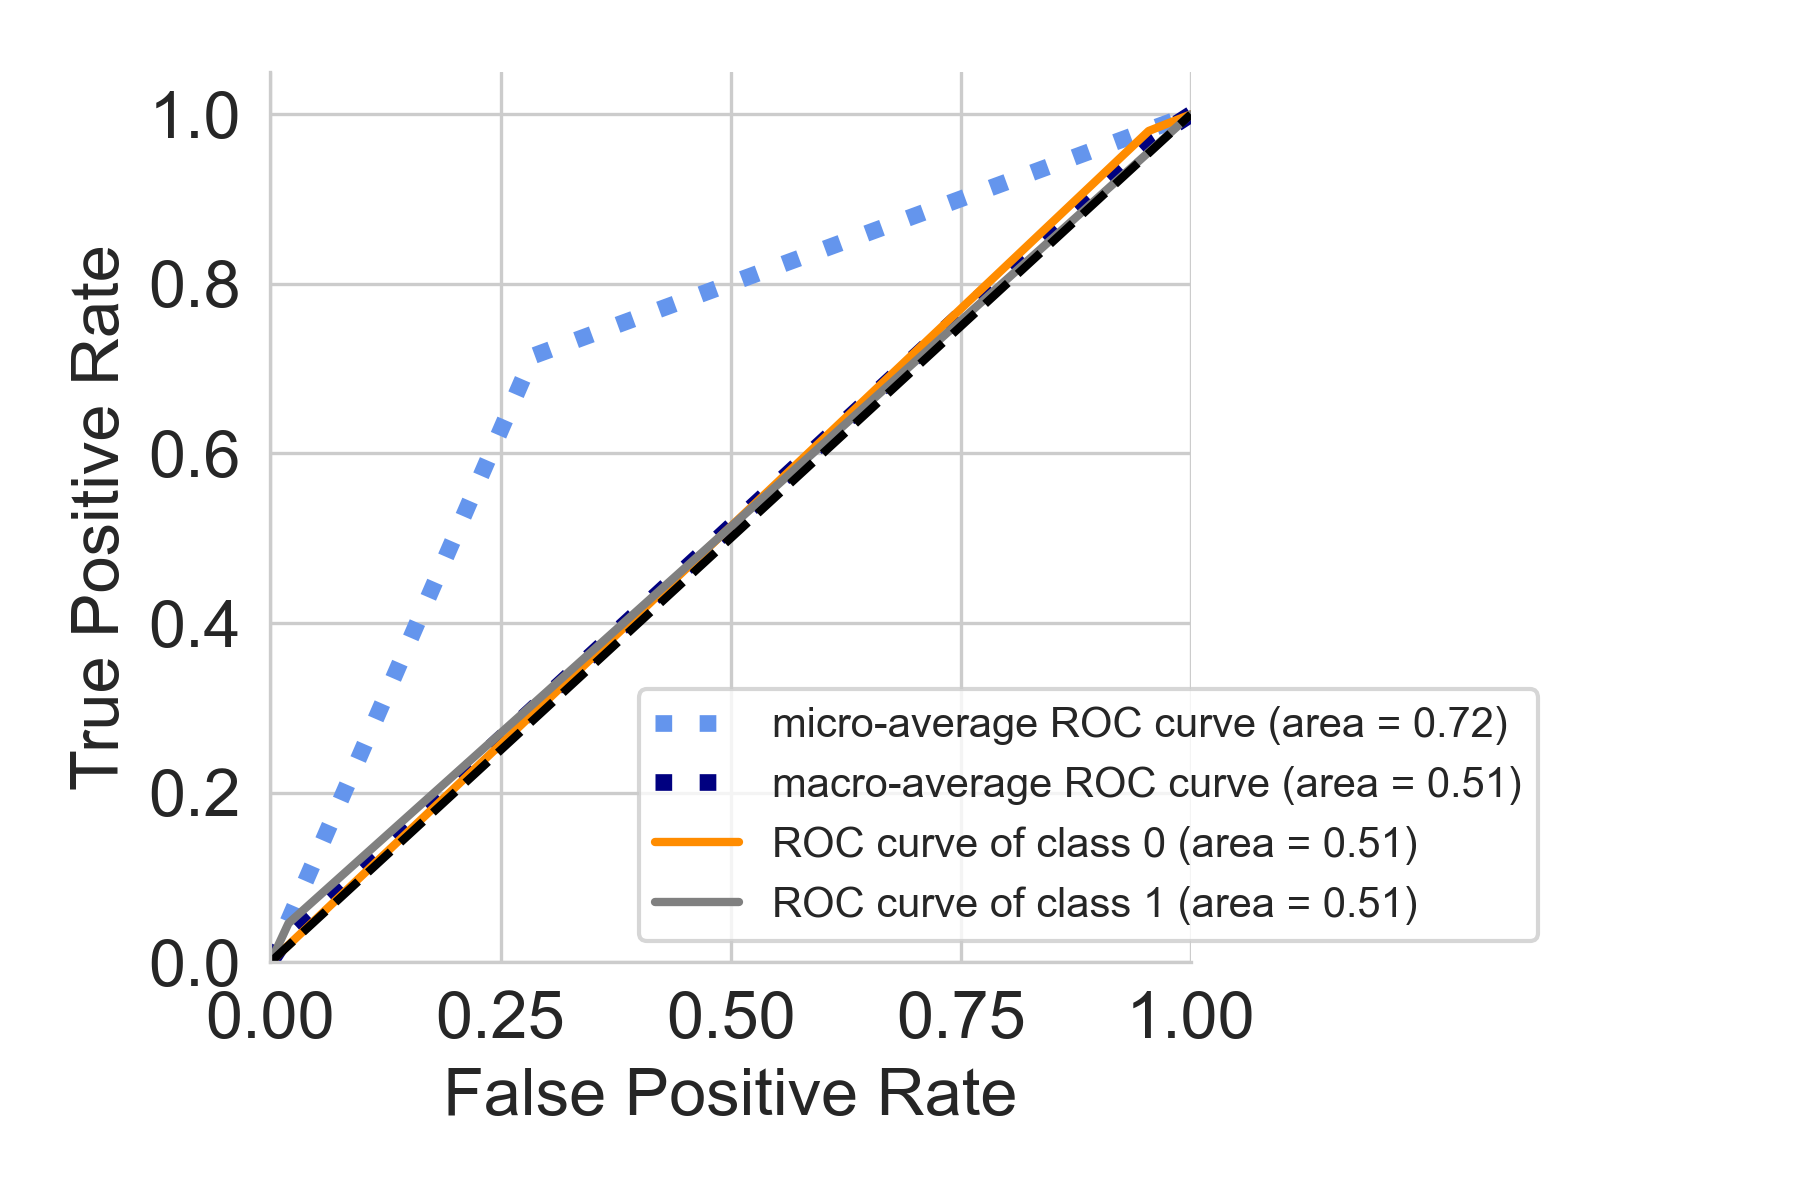 True Positive Rate
1.0
0.8
0.6
0.4
0.2
0.0
0.00 0.25 0.50 0.75 1.00
False Positive Rate
micro-average ROC curve (area = 0.72)
macro-average ROC curve (area = 0.51)
ROC curve of class 0 (area = 0.51)
ROC curve of class 1 (area = 0.51)